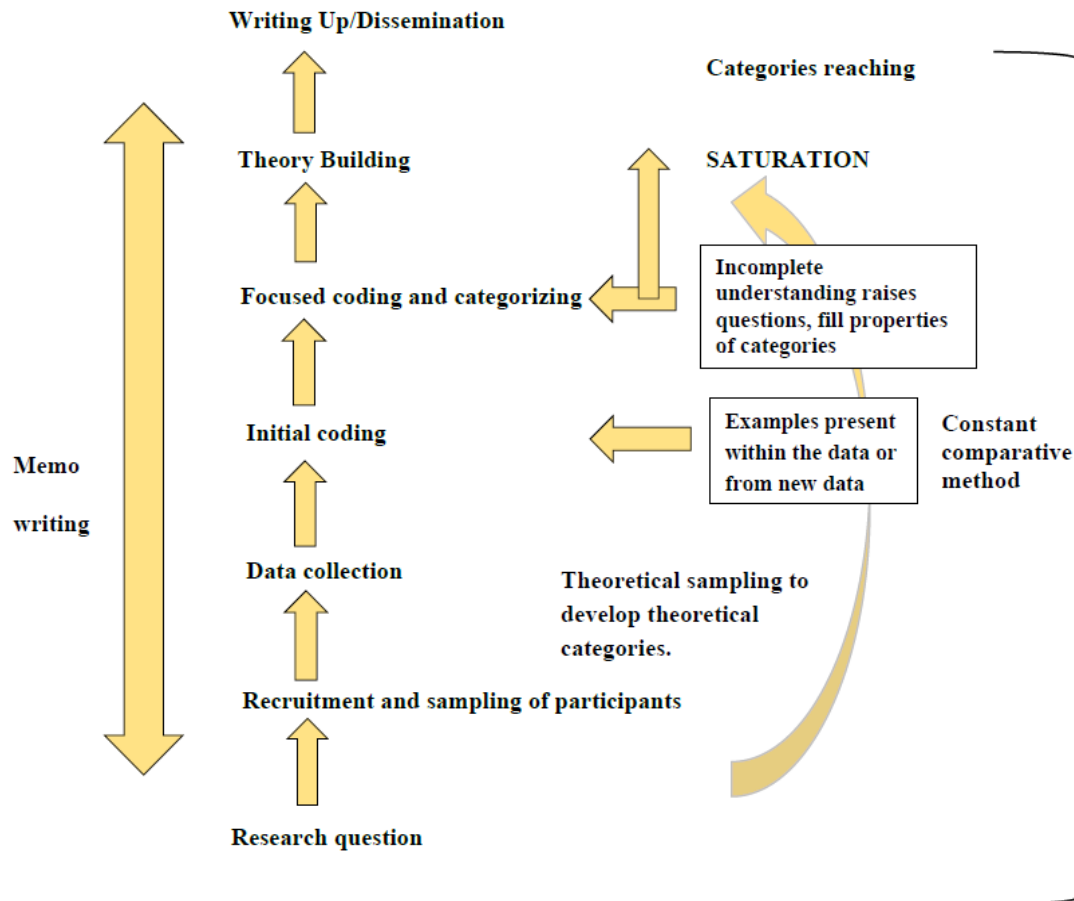 Writing Up/Dissemination
Categories reaching
Theory Building
SATURATION
Incomplete
understanding raises
questions, fill properties
of categories
Focused coding and categorizing
Examples present
within the data or
from new data
Constant
comparative
method
Initial coding
Memo
writing
Data collection
Theoretical sampling to
develop theoretical
categories.
Recruitment and sampling of participants
Research question